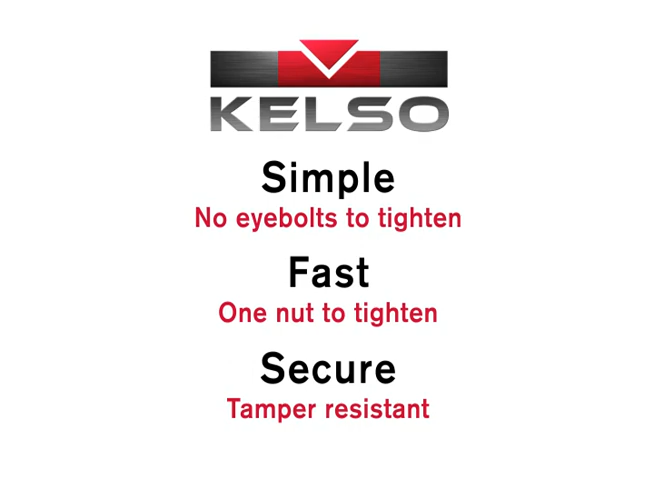 KELSO
Simple
No eyebolts to tighten
Fast
One nut to tighten
Secure
Tamper resistant